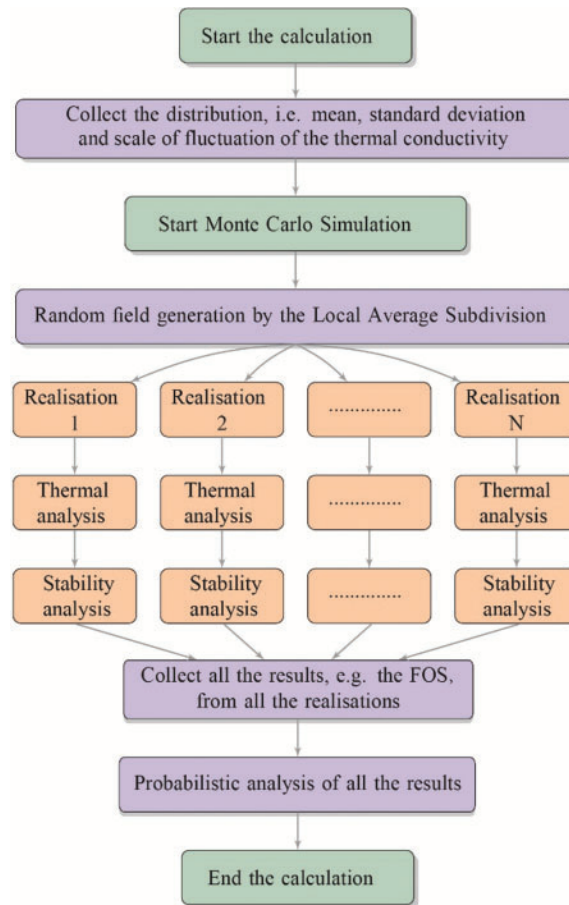 Start the calculation
Collect the distribution, i.e. mean, standard deviation
and scale of fluctuation of the thermal conductivity
Start Monte Carlo Simulation
Random field generation by the Local Average Subdivision
Realisation
1
Realisation
2
..............
Realisation
N
Thermal
analysis
Thermal
analysis
..............
Thermal
analysis
Stability
analysis
Stability
analysis
..............
Stability
analysis
Collect all the results, e.g. the FOS,
from all the realisations
Probabilistic analysis of all the results
End the calculation